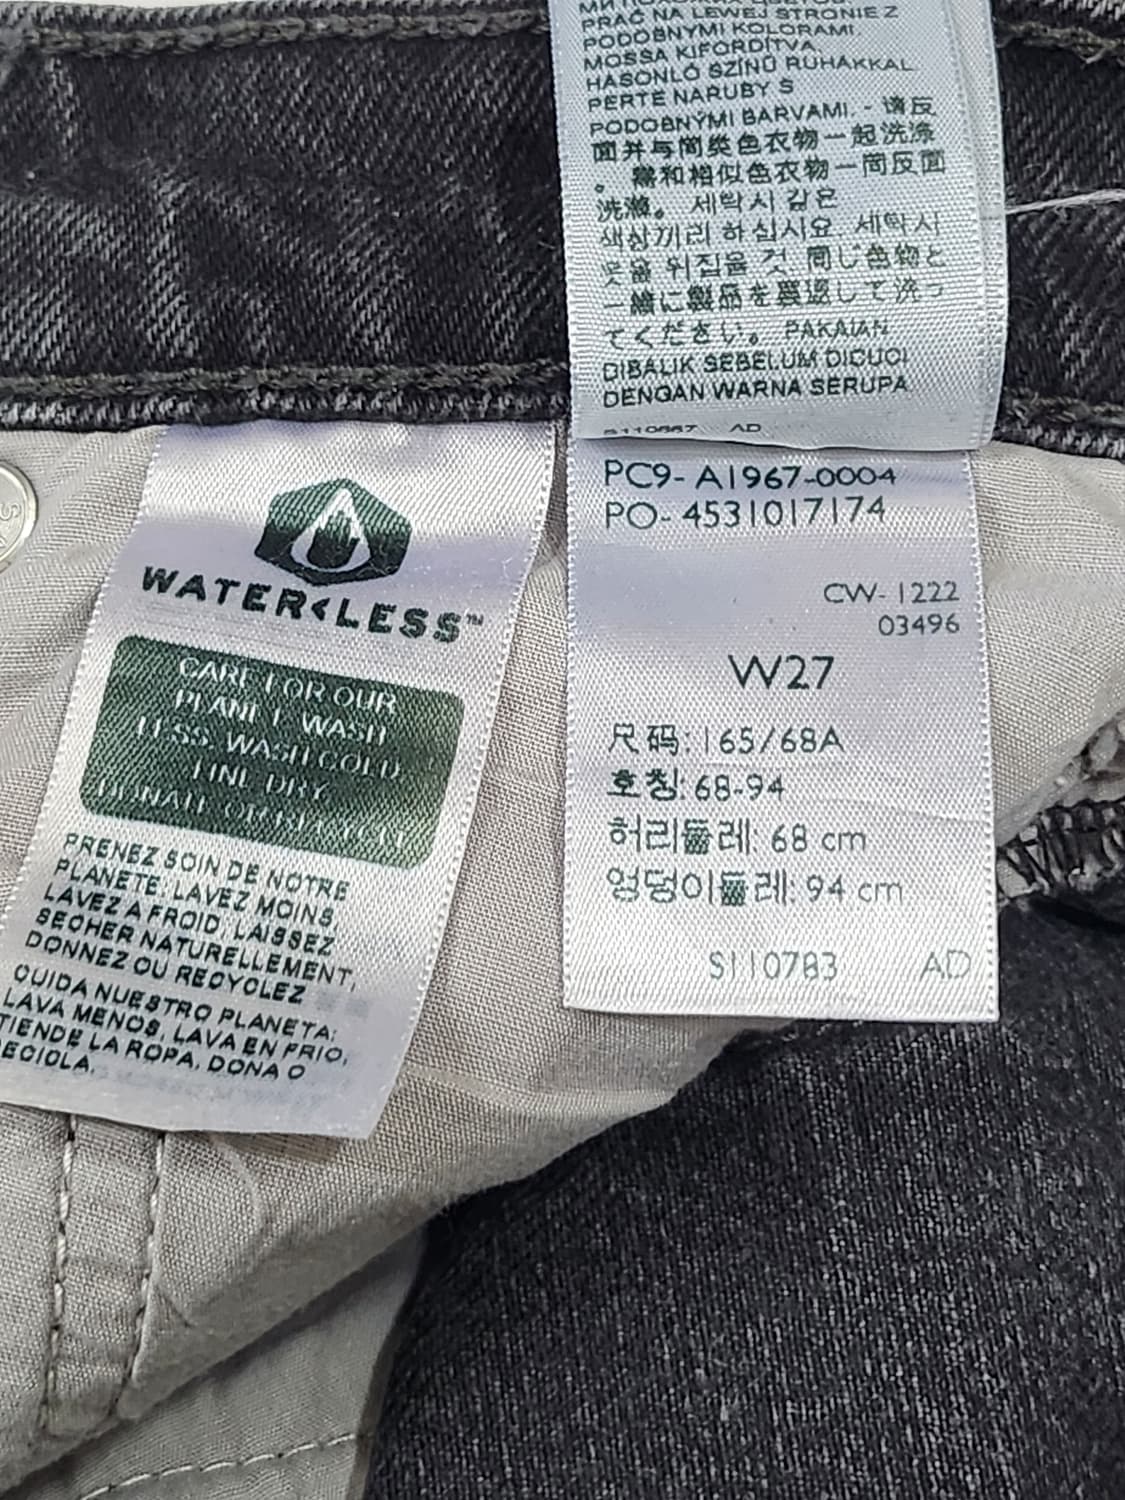 PRAĆ NA LEWEJ STRONIE Z
PODOBNYMI KOLORAMI.
MOSSA KIFORDÍTVA,
HASONLÓ SZÍNŰ RUHÁKKAL
PERTE NARUBY S
PODOBNÝMI BARVAMI. - 请反
面并与同类色衣物一起洗涤
。 將和相似色衣物一同反面
洗滌。 세탁시 같은
색상끼리 하십시요 세탁시
옷을 뒤집을 것 同じ色物と
一緒に製品を裏返して洗っ
てください。 PAKAIAN
DIBALIK SEBELUM DICUCI
DENGAN WARNA SERUPA
AD
PC9- A1967-0004
PO- 4531017174
CW- 1222
03496
W27
尺码: 165/68A
호칭: 68-94
허리둘레: 68 cm
엉덩이둘레: 94 cm
S110783 AD
WATER<LESS™
CARE FOR OUR
PLANET. WASH
LESS, WASH COLD,
LINE DRY,
DONATE OR RECYCLE
PRENEZ SOIN DE NOTRE
PLANETE: LAVEZ MOINS,
LAVEZ A FROID, LAISSEZ
SECHER NATURELLEMENT,
DONNEZ OU RECYCLEZ
CUIDA NUESTRO PLANETA:
LAVA MENOS, LAVA EN FRIO,
TIENDE LA ROPA, DONA O
RECICLA.